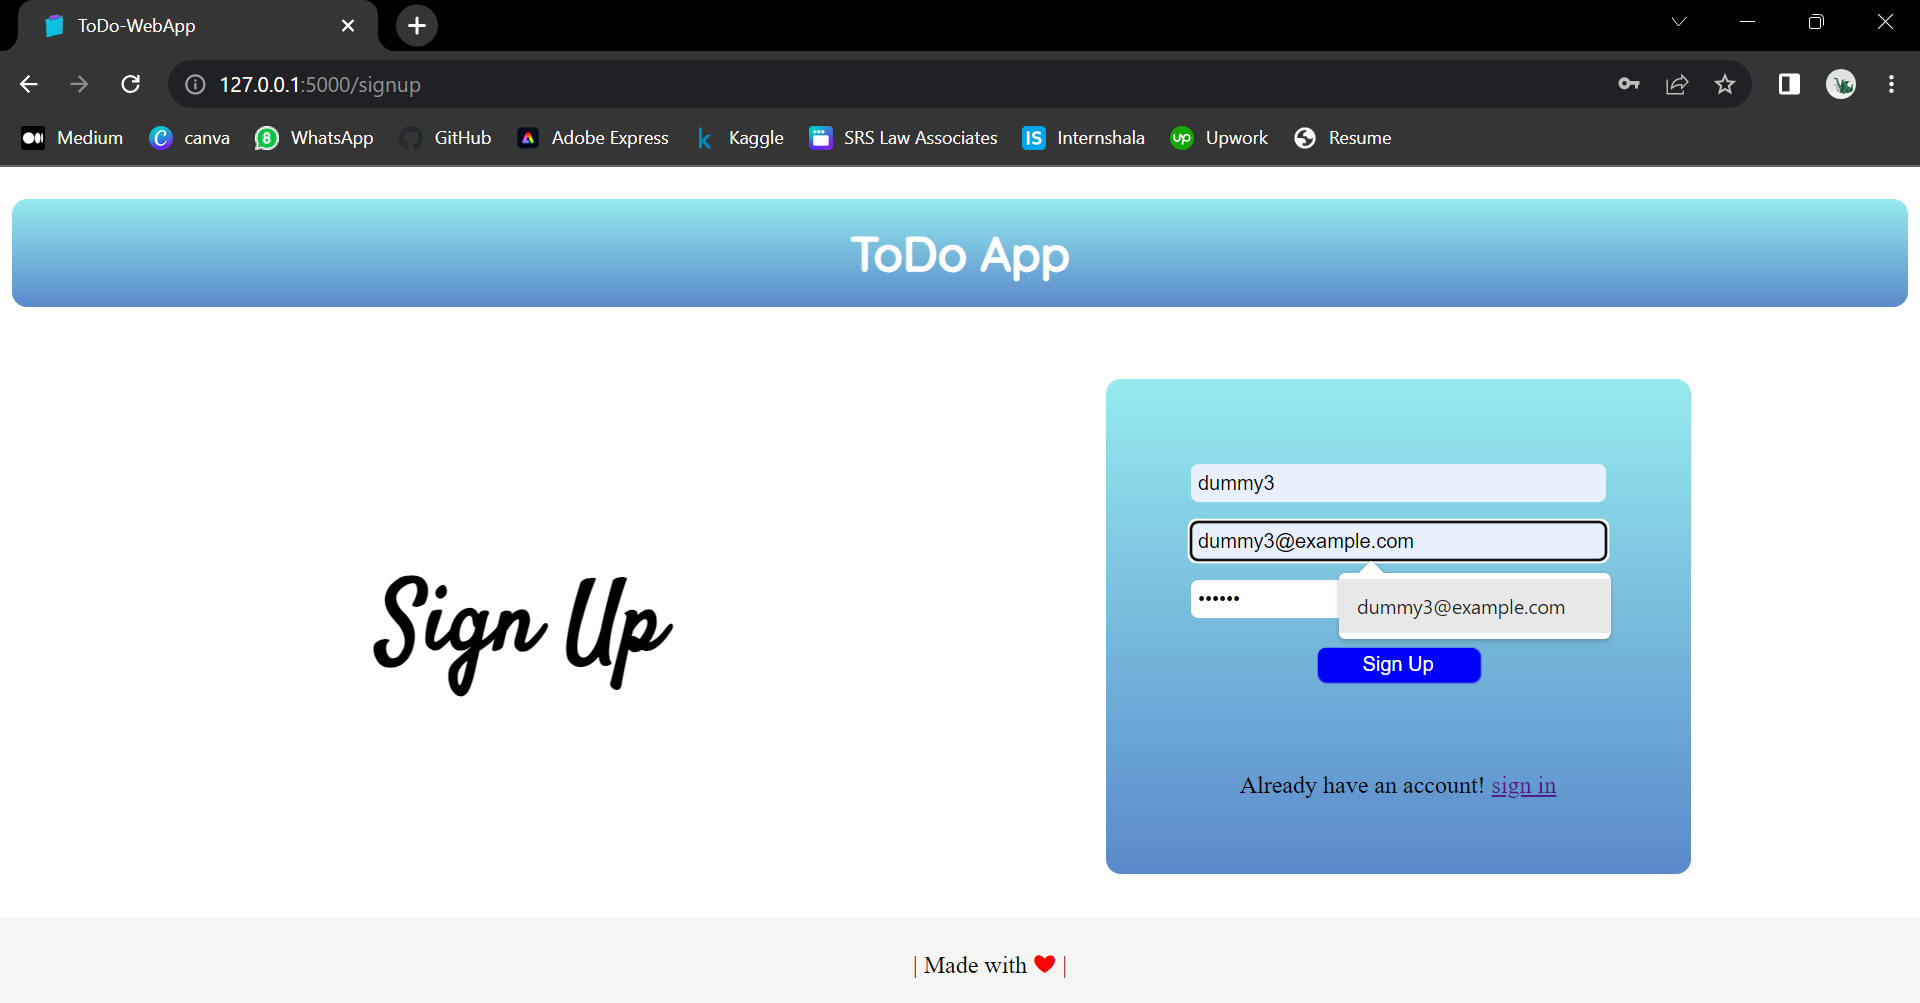 ToDo-WebApp
127.0.0.1:5000/signup
Medium canva WhatsApp GitHub Adobe Express Kaggle SRS Law Associates Internshala Upwork Resume
ToDo App
Sign Up
dummy3
dummy3@example.com
••••••
dummy3@example.com
Sign Up
Already have an account! sign in
| Made with ❤ |